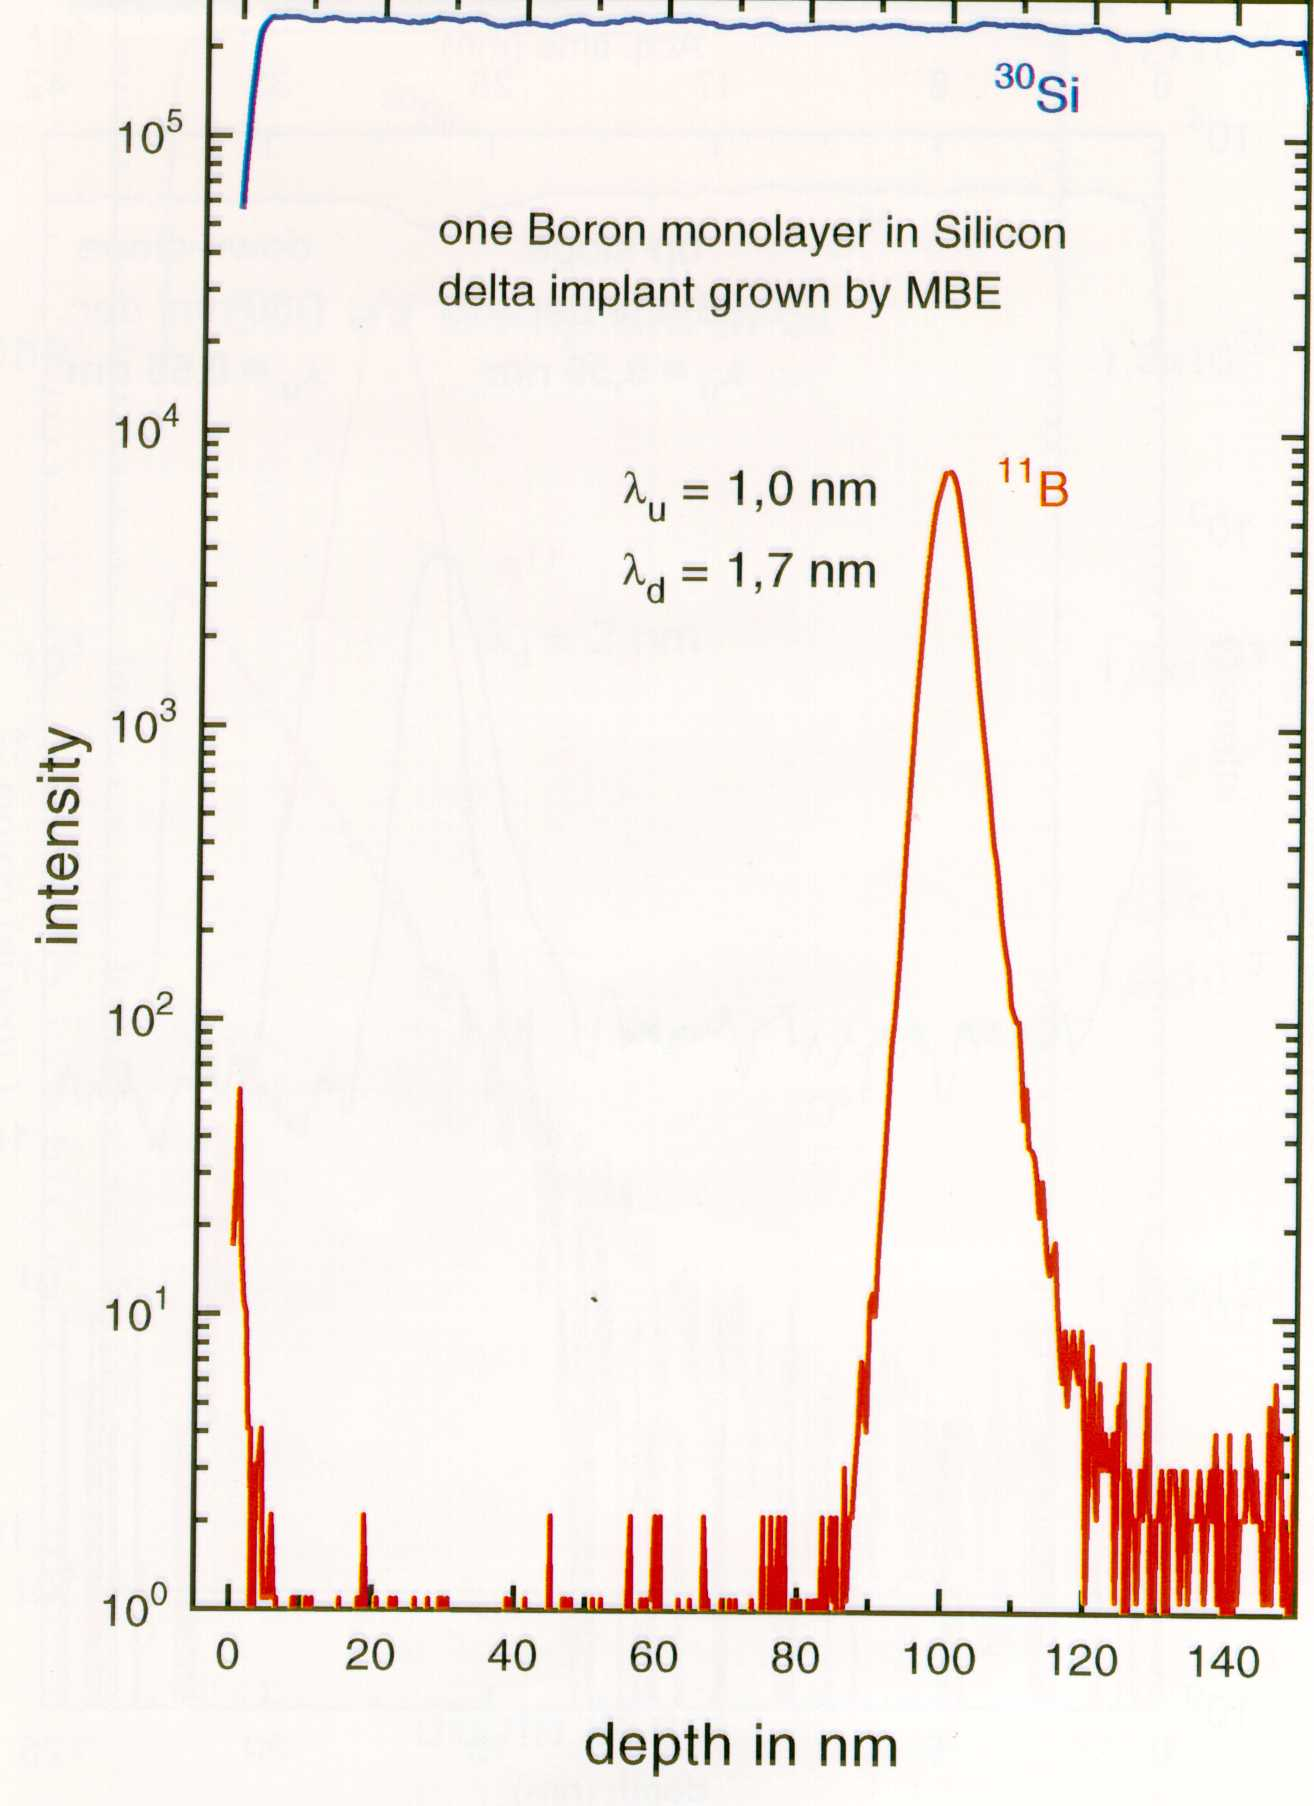 ³⁰Si
10⁵
one Boron monolayer in Silicon
delta implant grown by MBE
10⁴
λᵤ = 1,0 nm
¹¹B
λ_d = 1,7 nm
10³
intensity
10²
10¹
10⁰
0 20 40 60 80 100 120 140
depth in nm